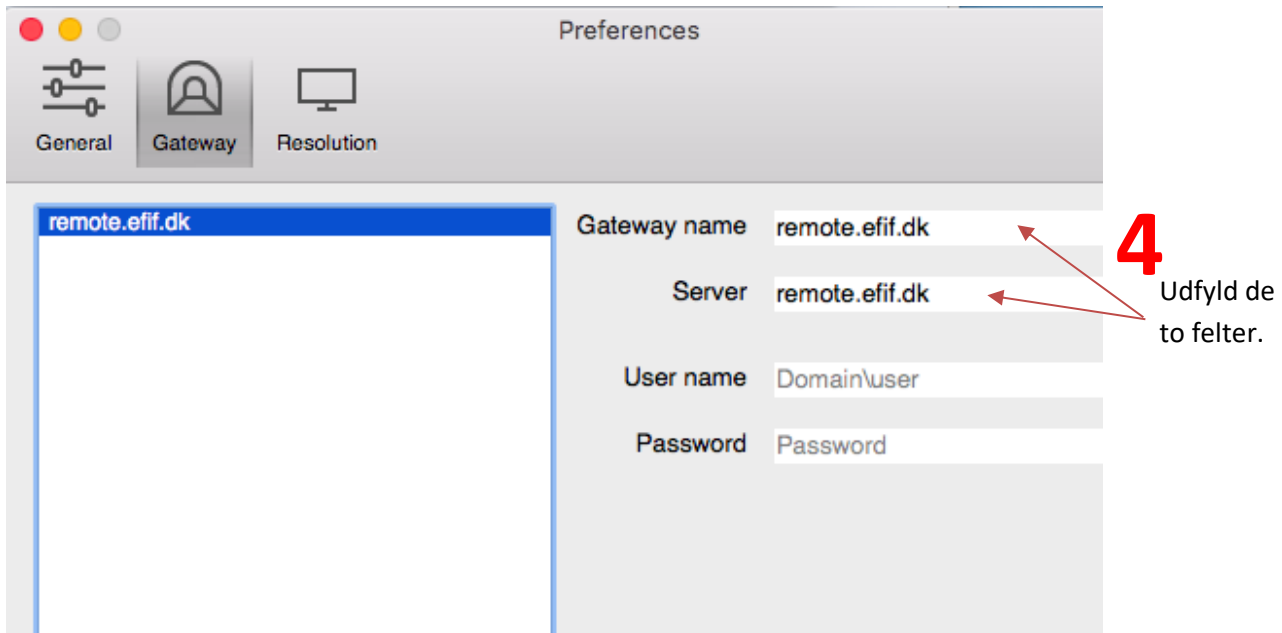 Preferences
General Gateway Resolution
remote.efif.dk
Gateway name remote.efif.dk
Server remote.efif.dk
User name Domain\user
Password Password
4
Udfyld de
to felter.